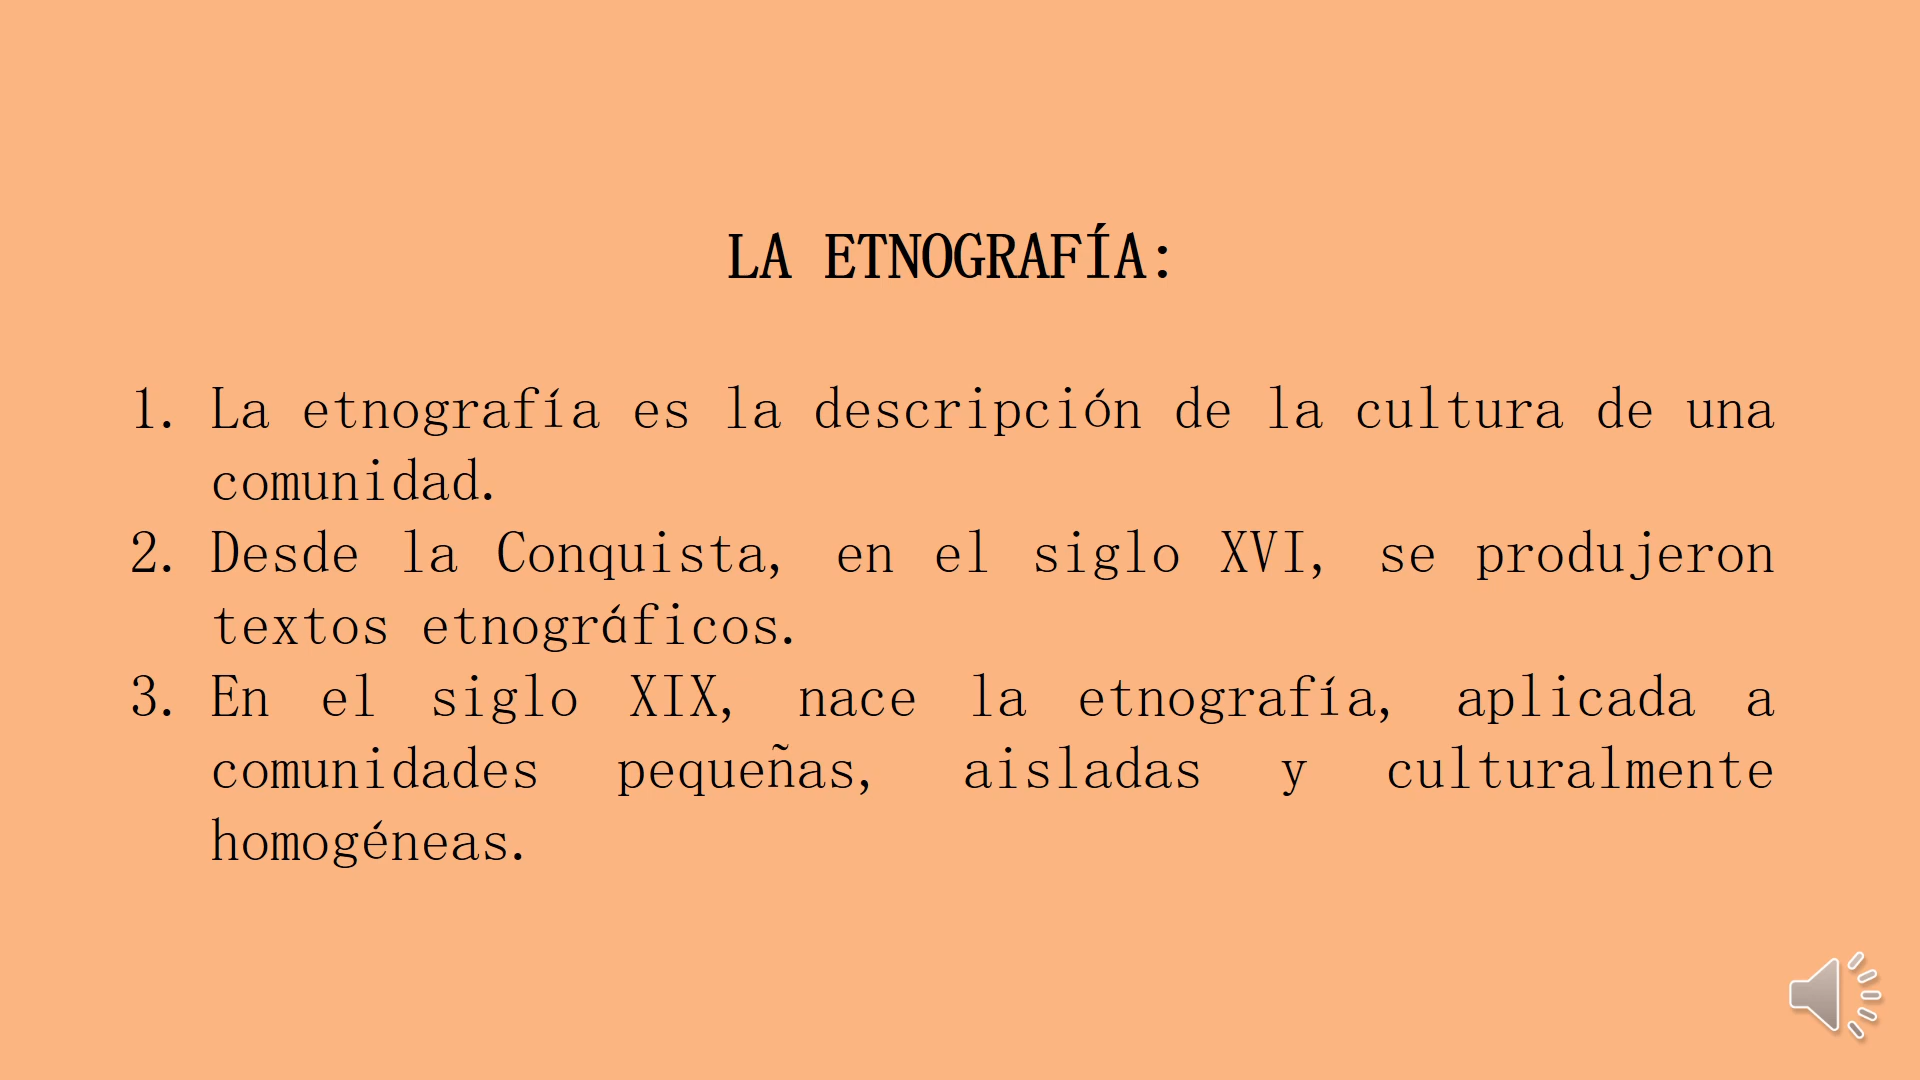 LA ETNOGRAFÍA:
1. La etnografía es la descripción de la cultura de una
comunidad.
2. Desde la Conquista, en el siglo XVI, se produjeron
textos etnográficos.
3. En el siglo XIX, nace la etnografía, aplicada a
comunidades pequeñas, aisladas y culturalmente
homogéneas.